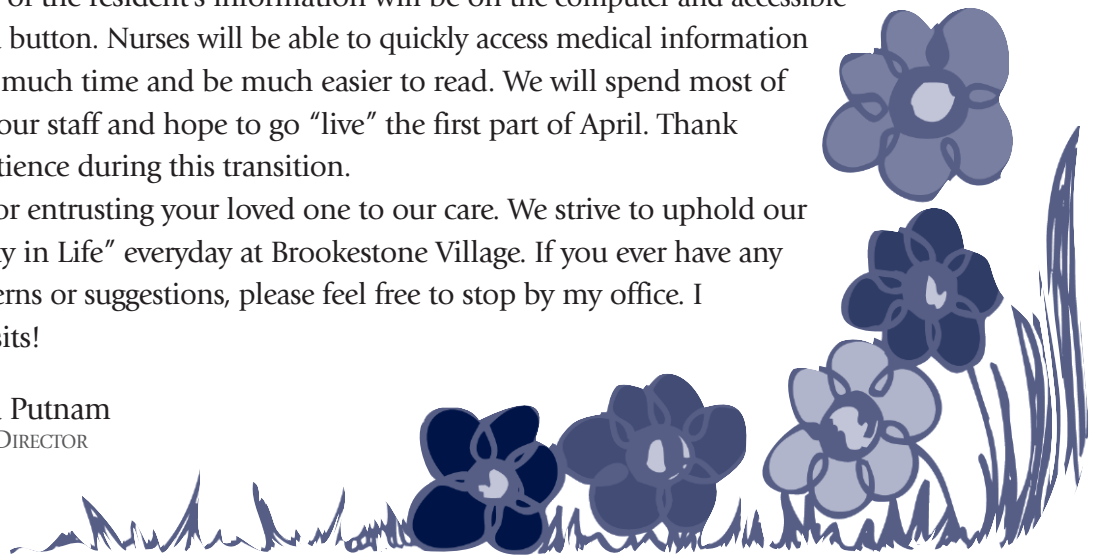 of the resident's information will be on the computer and accessible
button. Nurses will be able to quickly access medical information
much time and be much easier to read. We will spend most of
our staff and hope to go “live” the first part of April. Thank
tience during this transition.
or entrusting your loved one to our care. We strive to uphold our
y in Life” everyday at Brookestone Village. If you ever have any
erns or suggestions, please feel free to stop by my office. I
sits!
Putnam
DIRECTOR